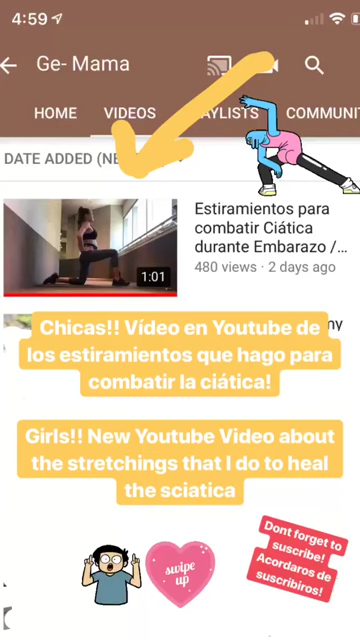 4:59
Ge- Mama
HOME VIDEOS AYLISTS COMMUNIT
DATE ADDED (NE
Estiramientos para
combatir Ciática
durante Embarazo /...
480 views · 2 days ago
1:01
my
Chicas!! Vídeo en Youtube de
los estiramientos que hago para
combatir la ciática!
Girls!! New Youtube Video about
the stretchings that I do to heal
the sciatica
swipe
up
Dont forget to
suscribe!
Acordaros de
suscribiros!